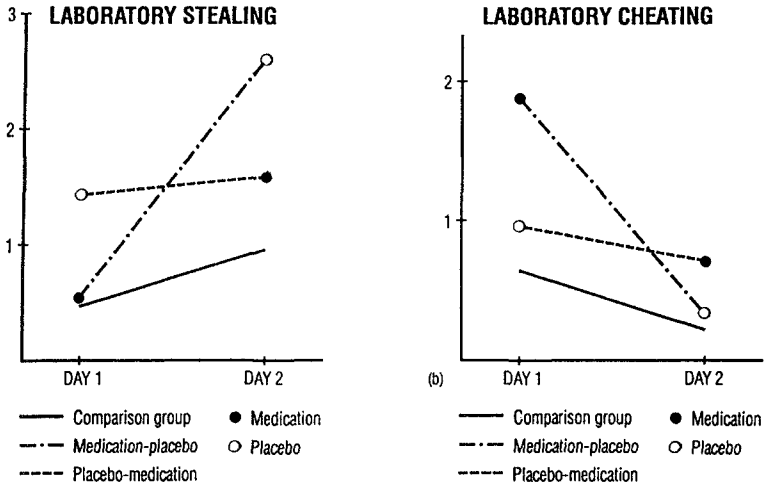 LABORATORY STEALING
3
2
1
DAY 1 DAY 2
Comparison group
Medication-placebo
Placebo-medication
Medication
Placebo
LABORATORY CHEATING
2
1
(b) DAY 1 DAY 2
Comparison group
Medication-placebo
Placebo-medication
Medication
Placebo